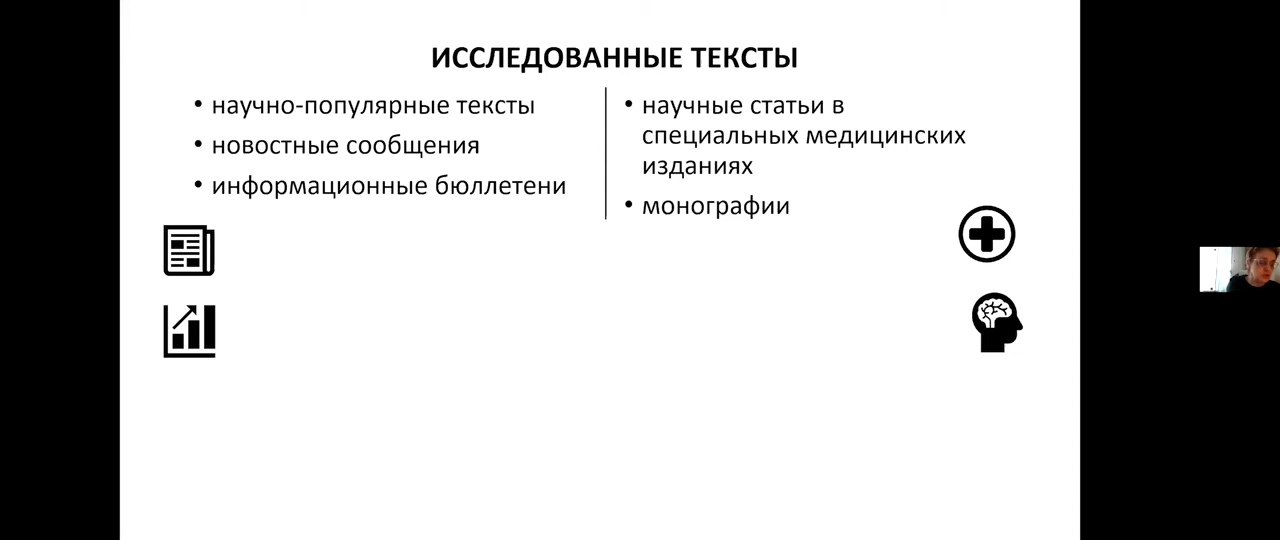 ИССЛЕДОВАННЫЕ ТЕКСТЫ
• научно-популярные тексты
• новостные сообщения
• информационные бюллетени
• научные статьи в
специальных медицинских
изданиях
• монографии